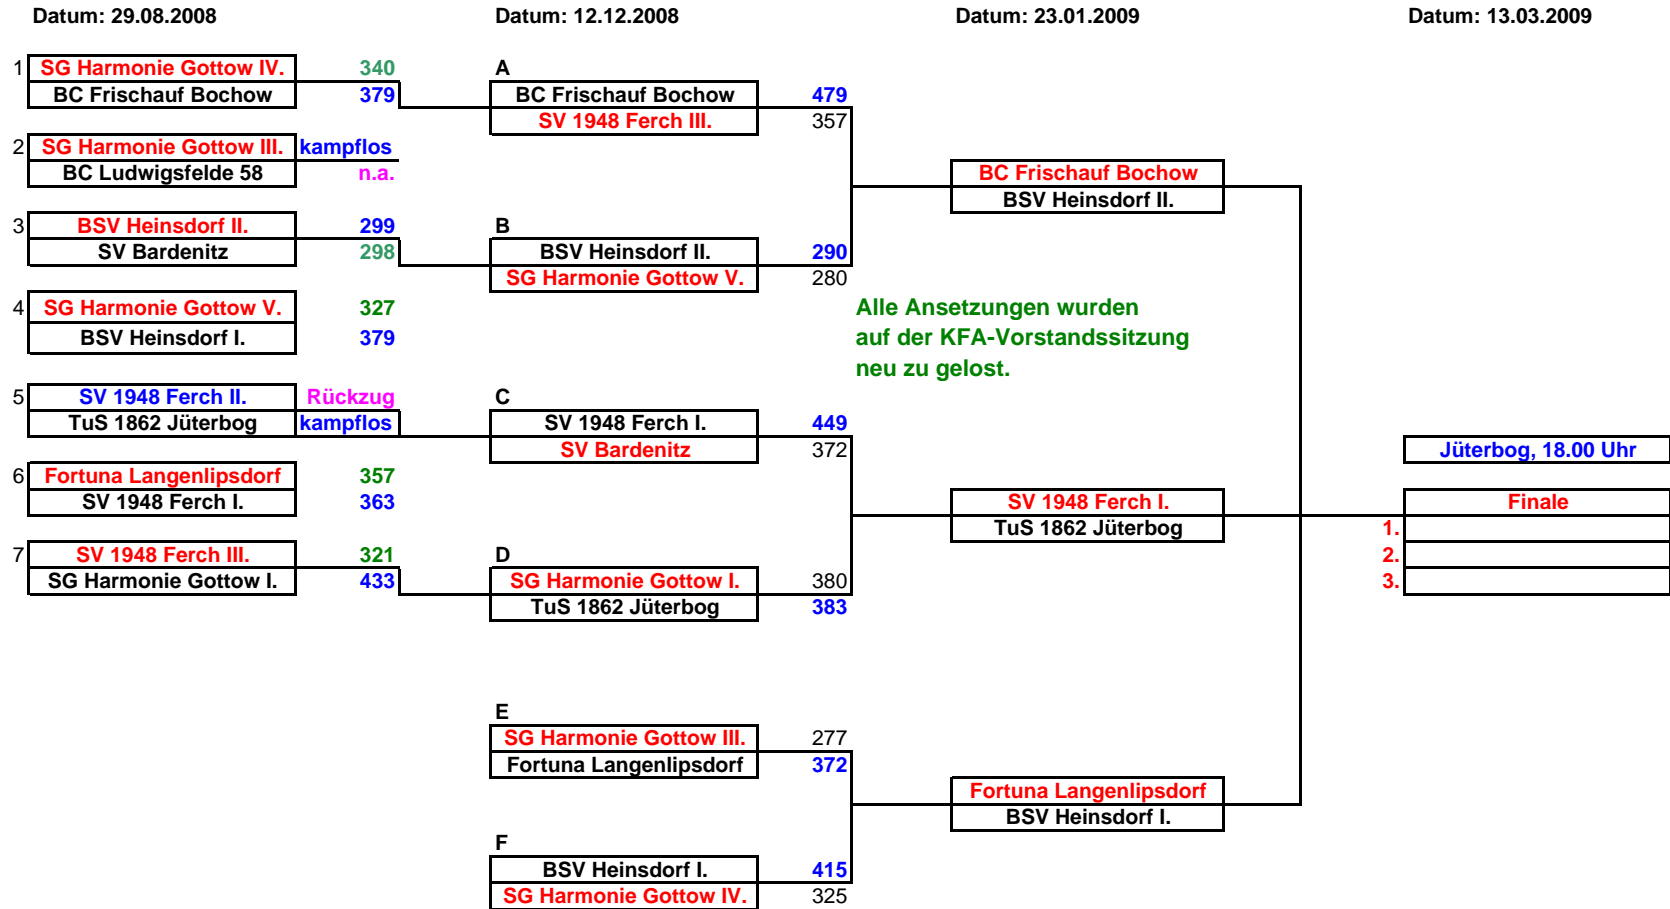 Datum: 29.08.2008 Datum: 12.12.2008 Datum: 23.01.2009 Datum: 13.03.2009
1 SG Harmonie Gottow IV. 340
BC Frischauf Bochow 379
2 SG Harmonie Gottow III. kampflos
BC Ludwigsfelde 58 n.a.
3 BSV Heinsdorf II. 299
SV Bardenitz 298
4 SG Harmonie Gottow V. 327
BSV Heinsdorf I. 379
5 SV 1948 Ferch II. Rückzug
TuS 1862 Jüterbog kampflos
6 Fortuna Langenlipsdorf 357
SV 1948 Ferch I. 363
7 SV 1948 Ferch III. 321
SG Harmonie Gottow I. 433
A
BC Frischauf Bochow 479
SV 1948 Ferch III. 357
B
BSV Heinsdorf II. 290
SG Harmonie Gottow V. 280
C
SV 1948 Ferch I. 449
SV Bardenitz 372
D
SG Harmonie Gottow I. 380
TuS 1862 Jüterbog 383
E
SG Harmonie Gottow III. 277
Fortuna Langenlipsdorf 372
F
BSV Heinsdorf I. 415
SG Harmonie Gottow IV. 325
BC Frischauf Bochow
BSV Heinsdorf II.
Alle Ansetzungen wurden
auf der KFA-Vorstandssitzung
neu zu gelost.
SV 1948 Ferch I.
TuS 1862 Jüterbog
Fortuna Langenlipsdorf
BSV Heinsdorf I.
Jüterbog, 18.00 Uhr
Finale
1.
2.
3.